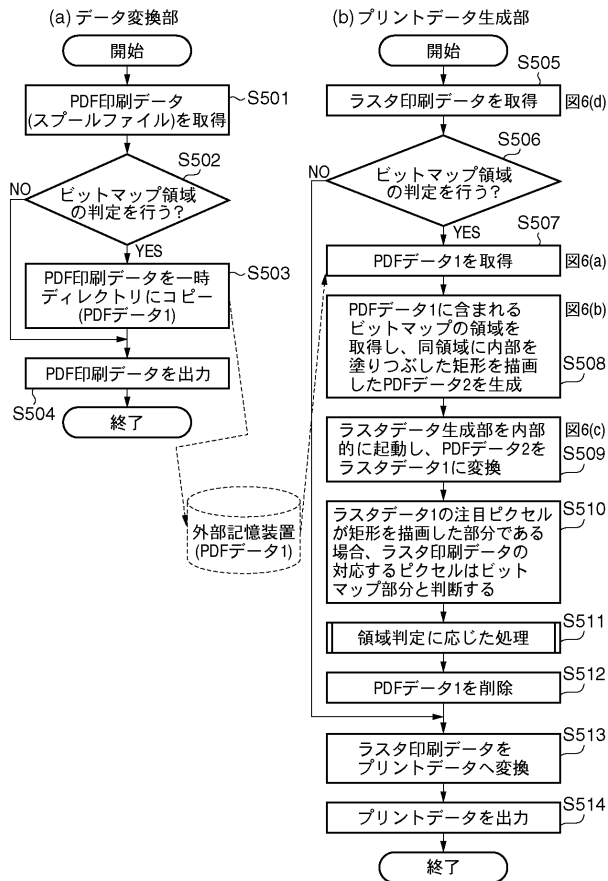 (a) データ変換部
開始
S501
PDF印刷データ
(スプールファイル)を取得
S502
NO
ビットマップ領域
の判定を行う?
YES
S503
PDF印刷データを一時
ディレクトリにコピー
(PDFデータ1)
PDF印刷データを出力
S504
終了
外部記憶装置
(PDFデータ1)
(b) プリントデータ生成部
開始
S505
ラスタ印刷データを取得
図6(d)
S506
NO
ビットマップ領域
の判定を行う?
YES
S507
PDFデータ1を取得
図6(a)
PDFデータ1に含まれる
ビットマップの領域を
取得し、同領域に内部を
塗りつぶした矩形を描画
したPDFデータ2を生成
図6(b)
S508
ラスタデータ生成部を内部
的に起動し、PDFデータ2を
ラスタデータ1に変換
図6(c)
S509
S510
ラスタデータ1の注目ピクセル
が矩形を描画した部分である
場合、ラスタ印刷データの
対応するピクセルはビット
マップ部分と判断する
S511
領域判定に応じた処理
S512
PDFデータ1を削除
S513
ラスタ印刷データを
プリントデータへ変換
S514
プリントデータを出力
終了